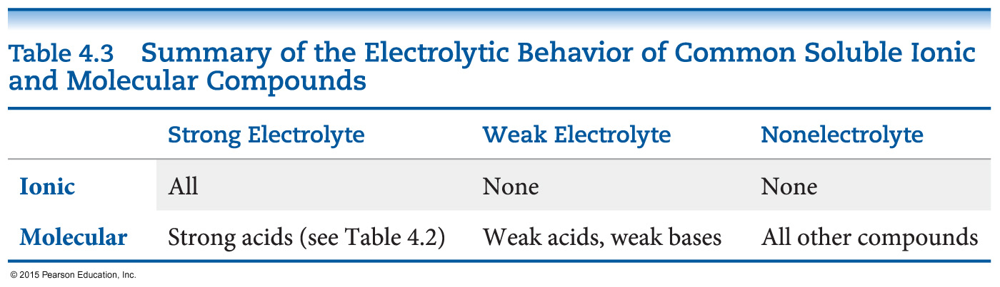 Table 4.3 Summary of the Electrolytic Behavior of Common Soluble Ionic
and Molecular Compounds
Strong Electrolyte Weak Electrolyte Nonelectrolyte
Ionic All None None
Molecular Strong acids (see Table 4.2) Weak acids, weak bases All other compounds
© 2015 Pearson Education, Inc.